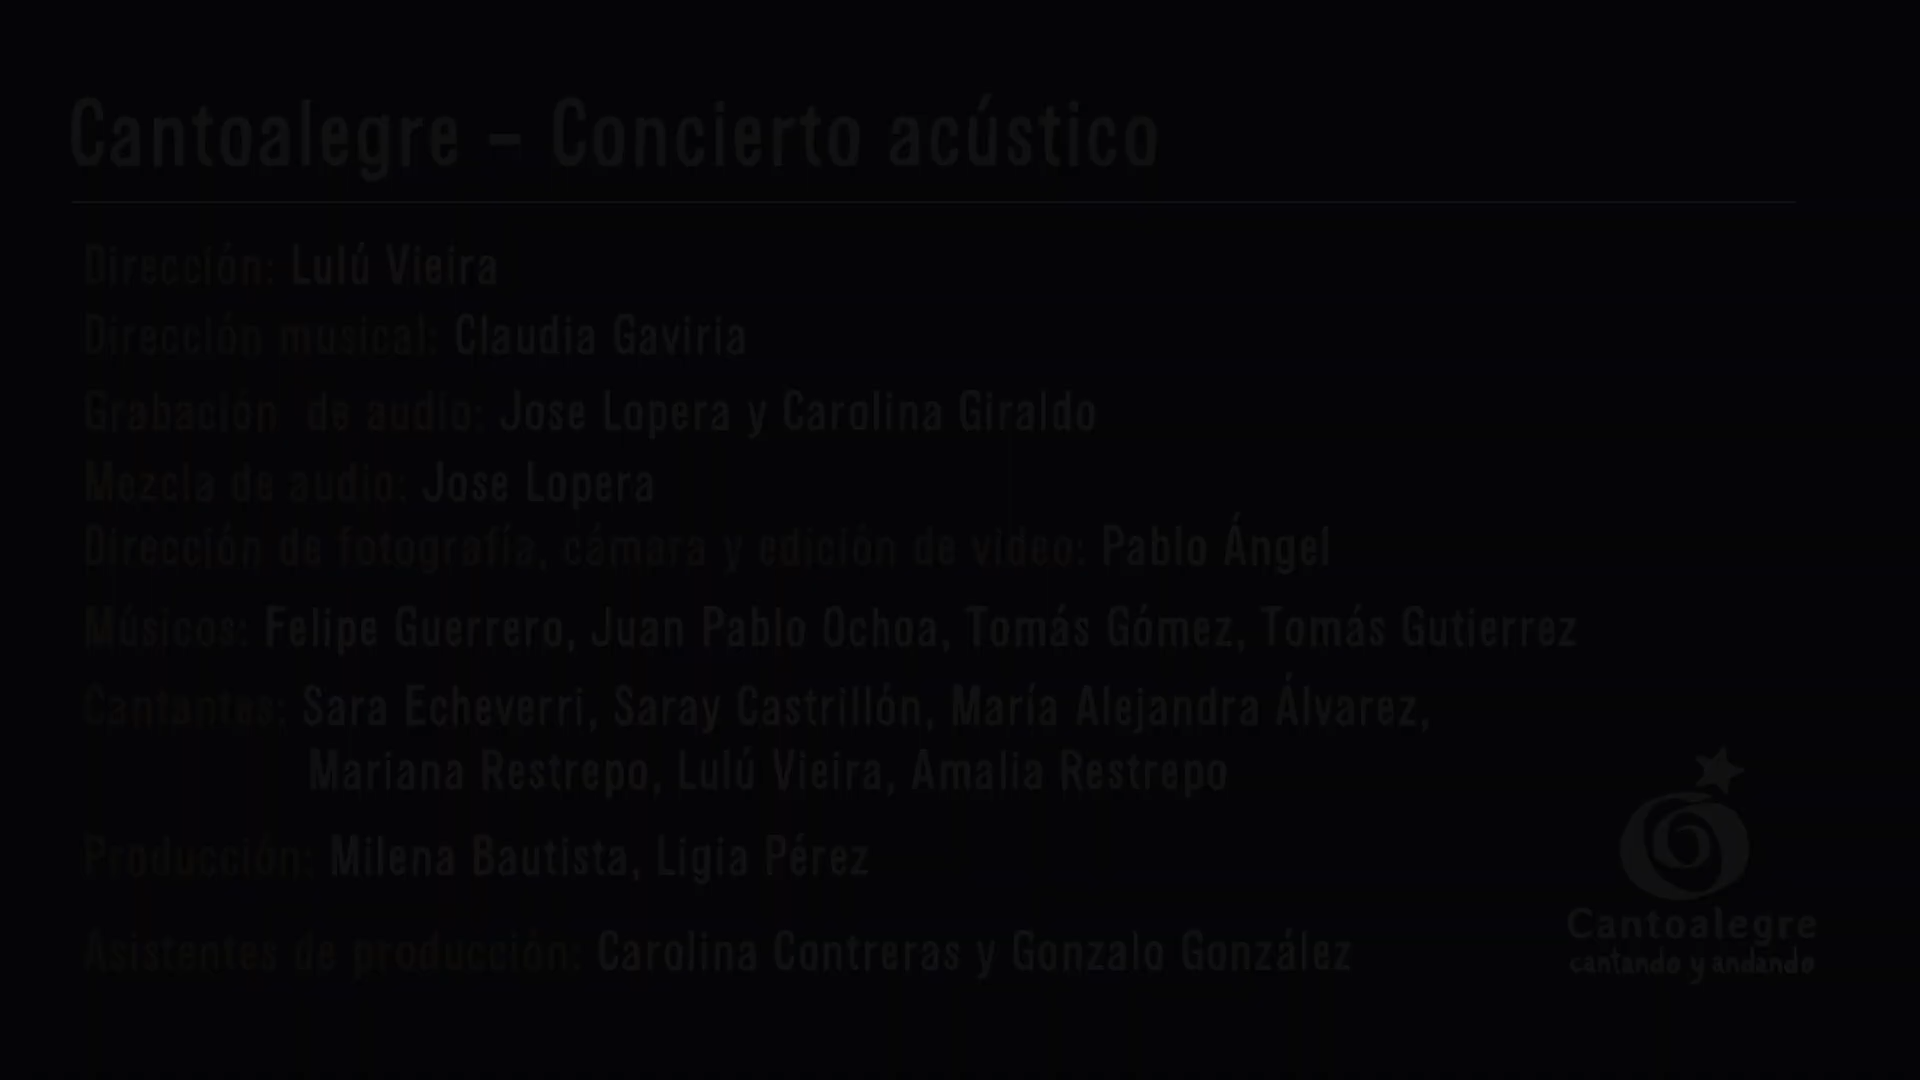 Cantoalegre - Concierto acústico
Dirección: Lulú Vieira
Dirección musical: Claudia Gaviria
Grabación de audio: Jose Lopera y Carolina Giraldo
Mezcla de audio: Jose Lopera
Dirección de fotografía, cámara y edición de video: Pablo Ángel
Músicos: Felipe Guerrero, Juan Pablo Ochoa, Tomás Gómez, Tomás Gutierrez
Cantantes: Sara Echeverri, Saray Castrillón, María Alejandra Álvarez,
Mariana Restrepo, Lulú Vieira, Amalia Restrepo
Producción: Milena Bautista, Ligia Pérez
Asistentes de producción: Carolina Contreras y Gonzalo González
Cantoalegre
cantando y andando